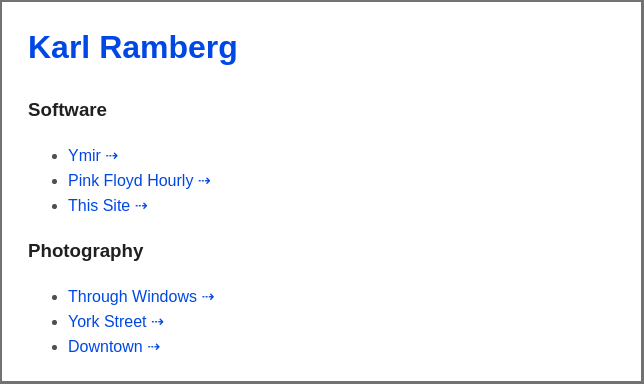 Karl Ramberg
Software
• Ymir ⇢
• Pink Floyd Hourly ⇢
• This Site ⇢
Photography
• Through Windows ⇢
• York Street ⇢
• Downtown ⇢